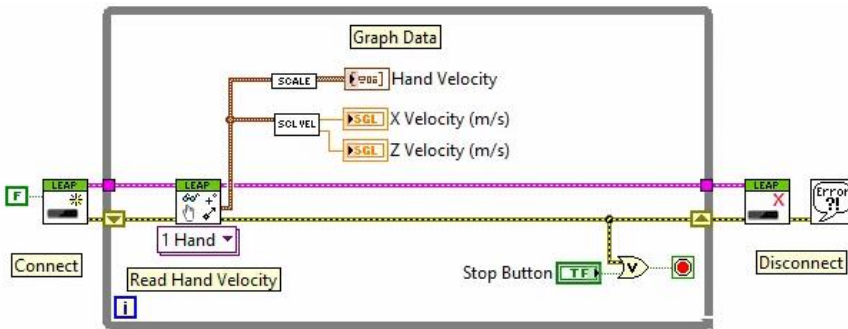 Graph Data
SCALE
Hand Velocity
SCL VEL
SGL
X Velocity (m/s)
SGL
Z Velocity (m/s)
F
LEAP
LEAP
LEAP
Error
?!
1 Hand
Connect
Read Hand Velocity
Stop Button
TF
V
Disconnect
i